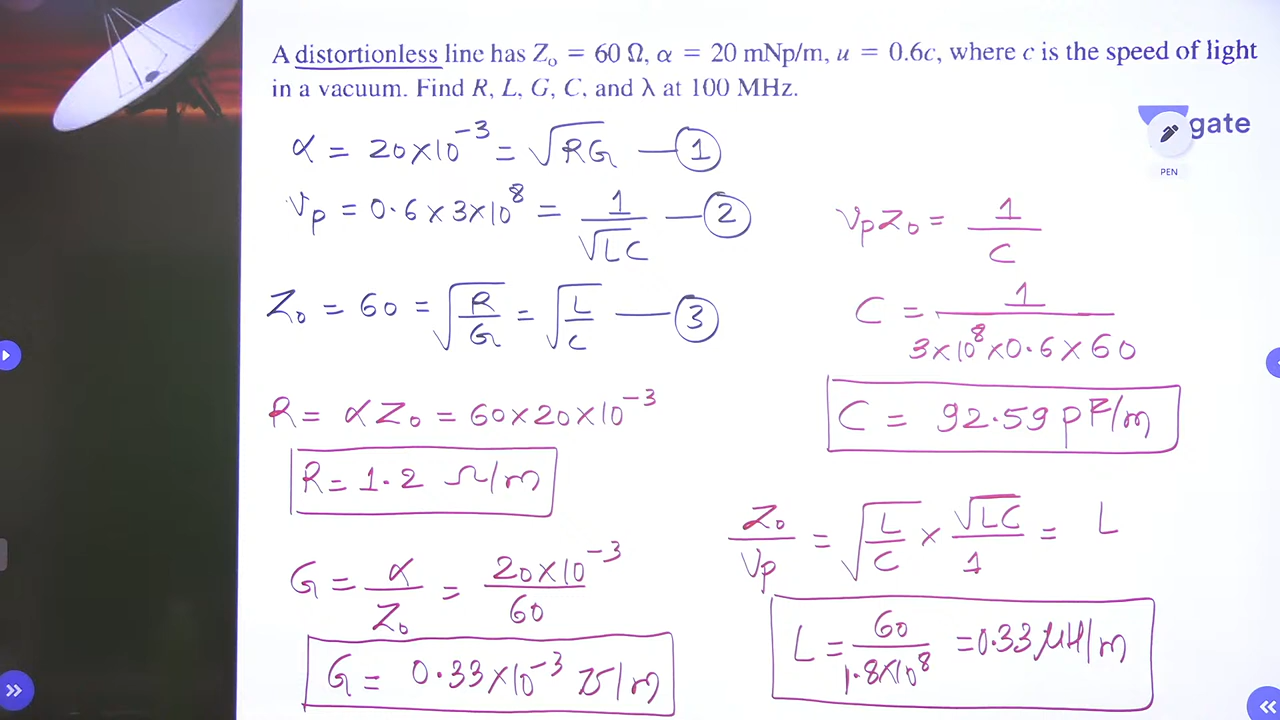 A distortionless line has Zₒ = 60 Ω, α = 20 mNp/m, u = 0.6c, where c is the speed of light
in a vacuum. Find R, L, G, C, and λ at 100 MHz.
gate
PEN
α = 20×10⁻³ = √RG — ①
Vp = 0.6×3×10⁸ = 1/√LC — ②
Z₀ = 60 = √(R/G) = √(L/C) — ③
R = αZ₀ = 60×20×10⁻³
R = 1.2 Ω/m
G = α/Z₀ = 20×10⁻³/60
G = 0.33×10⁻³ ℧/m
VpZ₀ = 1/C
C = 1/(3×10⁸×0.6×60)
C = 92.59 pF/m
Z₀/Vp = √(L/C) × √LC/1 = L
L = 60/(1.8×10⁸) = 0.33 μH/m